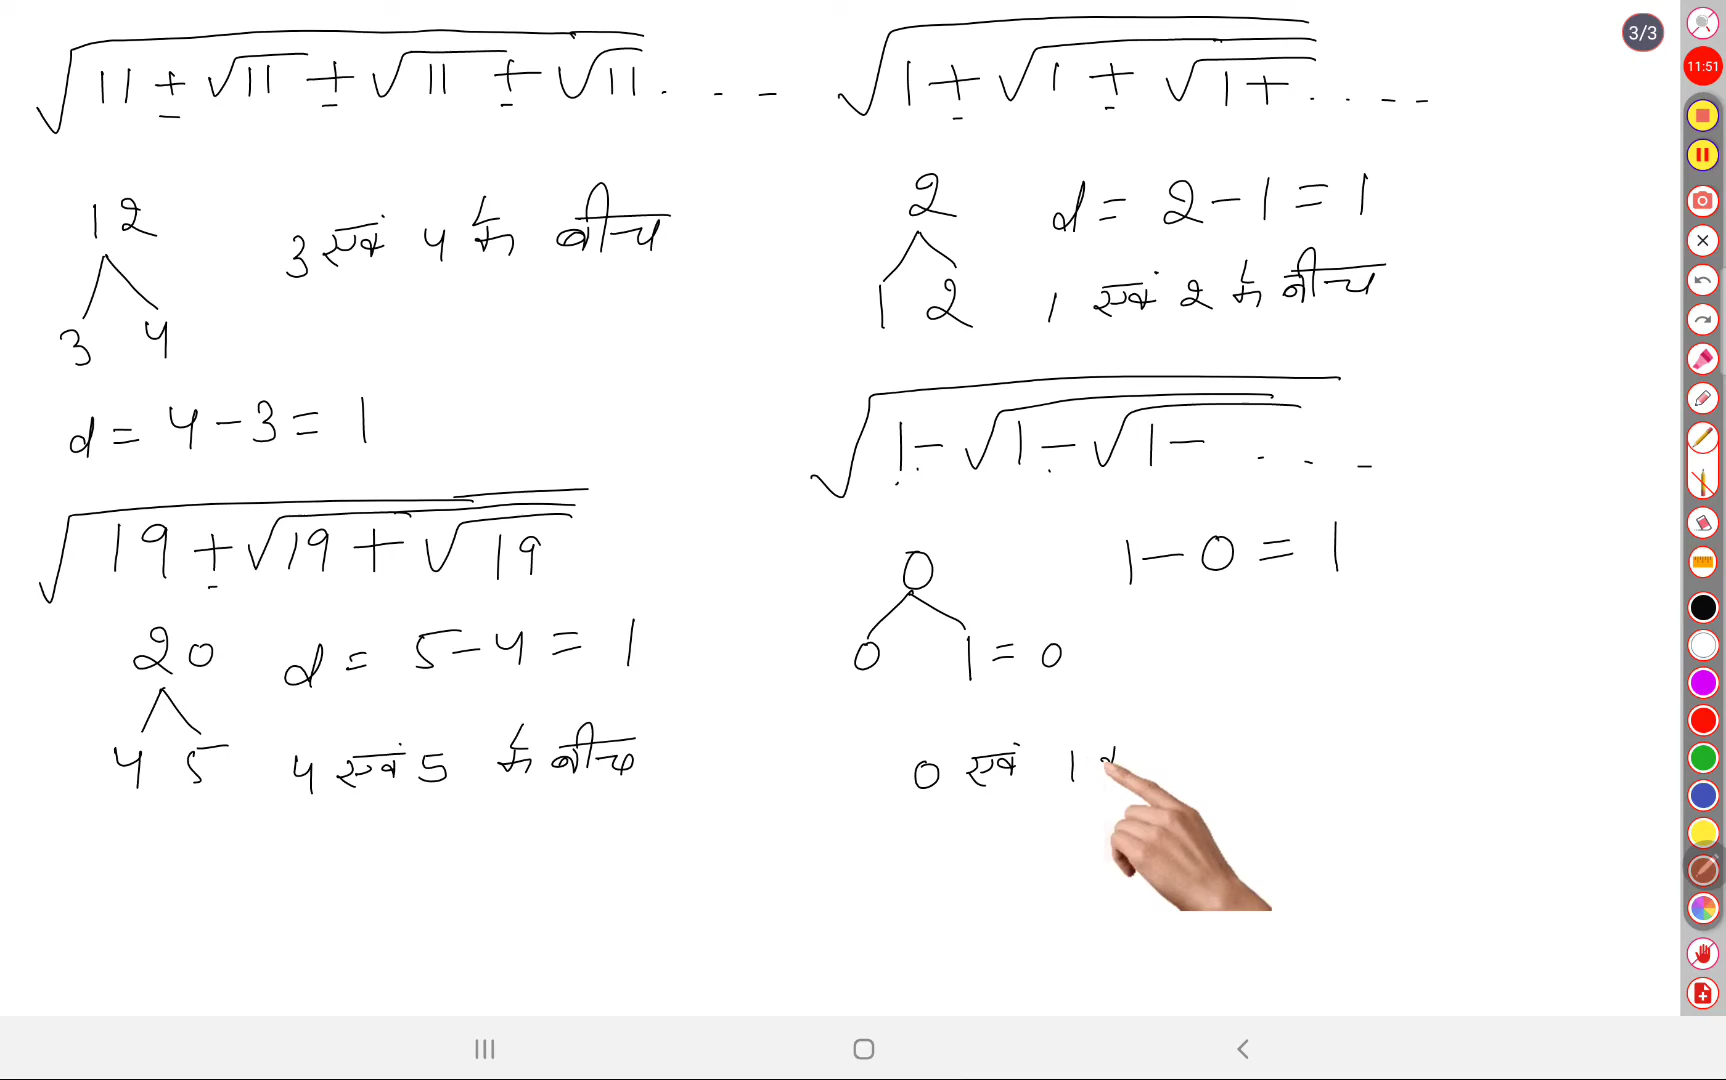 √11 + √11 + √11 + √11 . - - -
12
3 4
3 एवं 4 के बीच
d = 4 - 3 = 1
√19 + √19 + √19
20
4 5
d = 5 - 4 = 1
4 एवं 5 के बीच
√1 + √1 + √1 + . . - -
2
1 2
d = 2 - 1 = 1
1 एवं 2 के बीच
√1 - √1 - √1 - . . -
0
0 1 = 0
1 - 0 = 1
0 एवं 1
3/3
11:51